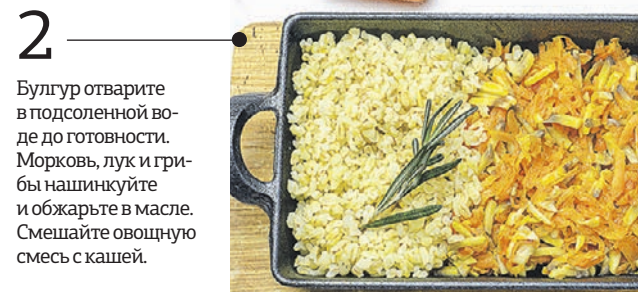 2
Булгур отварите
в подсоленной во-
де до готовности.
Морковь, лук и гри-
бы нашинкуйте
и обжарьте в масле.
Смешайте овощную
смесь с кашей.